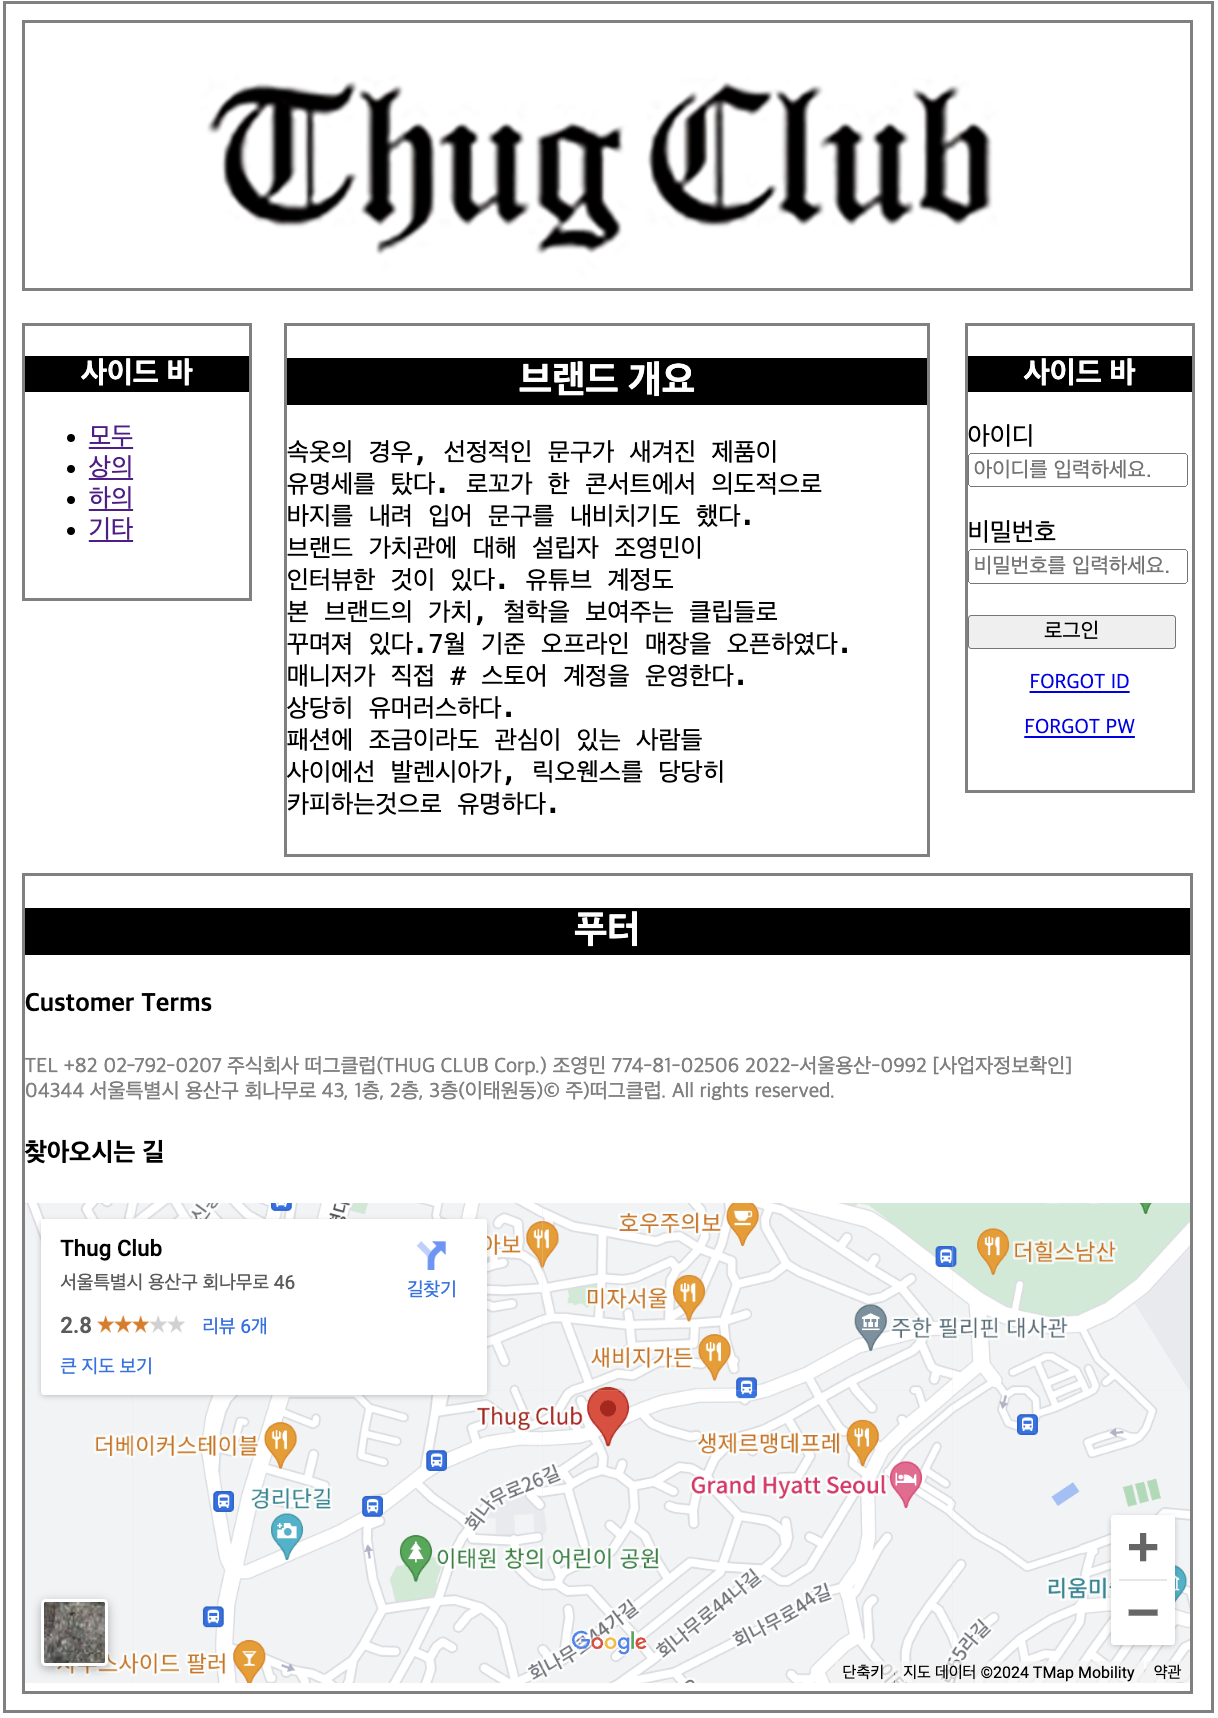 Thug Club
사이드 바
모두
상의
하의
기타
브랜드 개요
속옷의 경우, 선정적인 문구가 새겨진 제품이
유명세를 탔다. 로꼬가 한 콘서트에서 의도적으로
바지를 내려 입어 문구를 내비치기도 했다.
브랜드 가치관에 대해 설립자 조영민이
인터뷰한 것이 있다. 유튜브 계정도
본 브랜드의 가치, 철학을 보여주는 클립들로
꾸며져 있다.7월 기준 오프라인 매장을 오픈하였다.
매니저가 직접 # 스토어 계정을 운영한다.
상당히 유머러스하다.
패션에 조금이라도 관심이 있는 사람들
사이에선 발렌시아가, 릭오웬스를 당당히
카피하는것으로 유명하다.
사이드 바
아이디
아이디를 입력하세요.
비밀번호
비밀번호를 입력하세요.
로그인
FORGOT ID
FORGOT PW
푸터
Customer Terms
TEL +82 02-792-0207 주식회사 떠그클럽(THUG CLUB Corp.) 조영민 774-81-02506 2022-서울용산-0992 [사업자정보확인]
04344 서울특별시 용산구 회나무로 43, 1층, 2층, 3층(이태원동)© 주)떠그클럽. All rights reserved.
찾아오시는 길
Thug Club
서울특별시 용산구 회나무로 46
길찾기
2.8
리뷰 6개
큰 지도 보기
아보
호우주의보
더힐스남산
미자서울
주한 필리핀 대사관
새비지가든
Thug Club
더베이커스테이블
생제르맹데프레
Grand Hyatt Seoul
경리단길
회나무로26길
이태원 창의 어린이 공원
리움미
회나무로44가길
회나무로44나길
회나무로44길
55라길
사이드 팔러
Google
단축키
지도 데이터 ©2024 TMap Mobility
약관